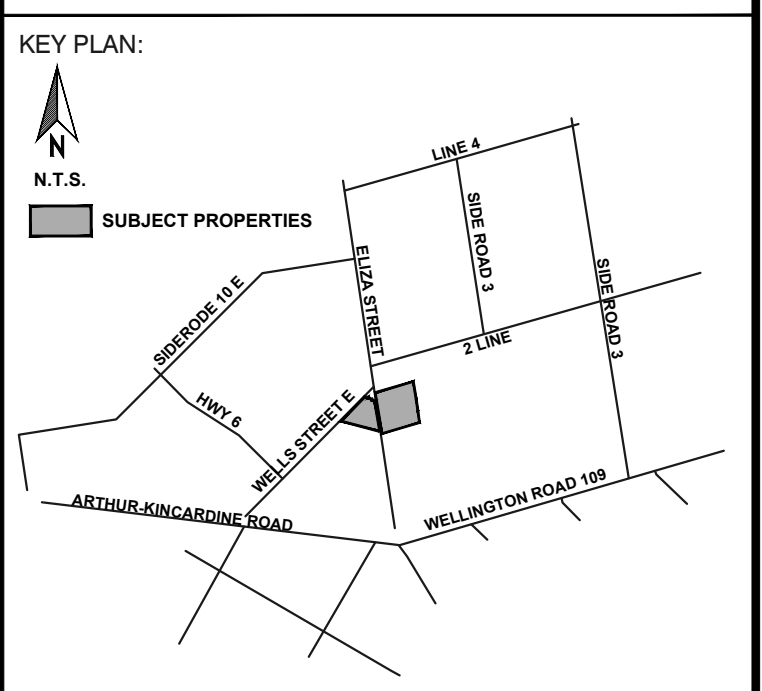 KEY PLAN:
N
N.T.S.
SUBJECT PROPERTIES
LINE 4
SIDE ROAD 3
ELIZA STREET
SIDE ROAD 3
SIDERODE 10 E
2 LINE
HWY 6
WELLS STREET E
ARTHUR-KINCARDINE ROAD
WELLINGTON ROAD 109